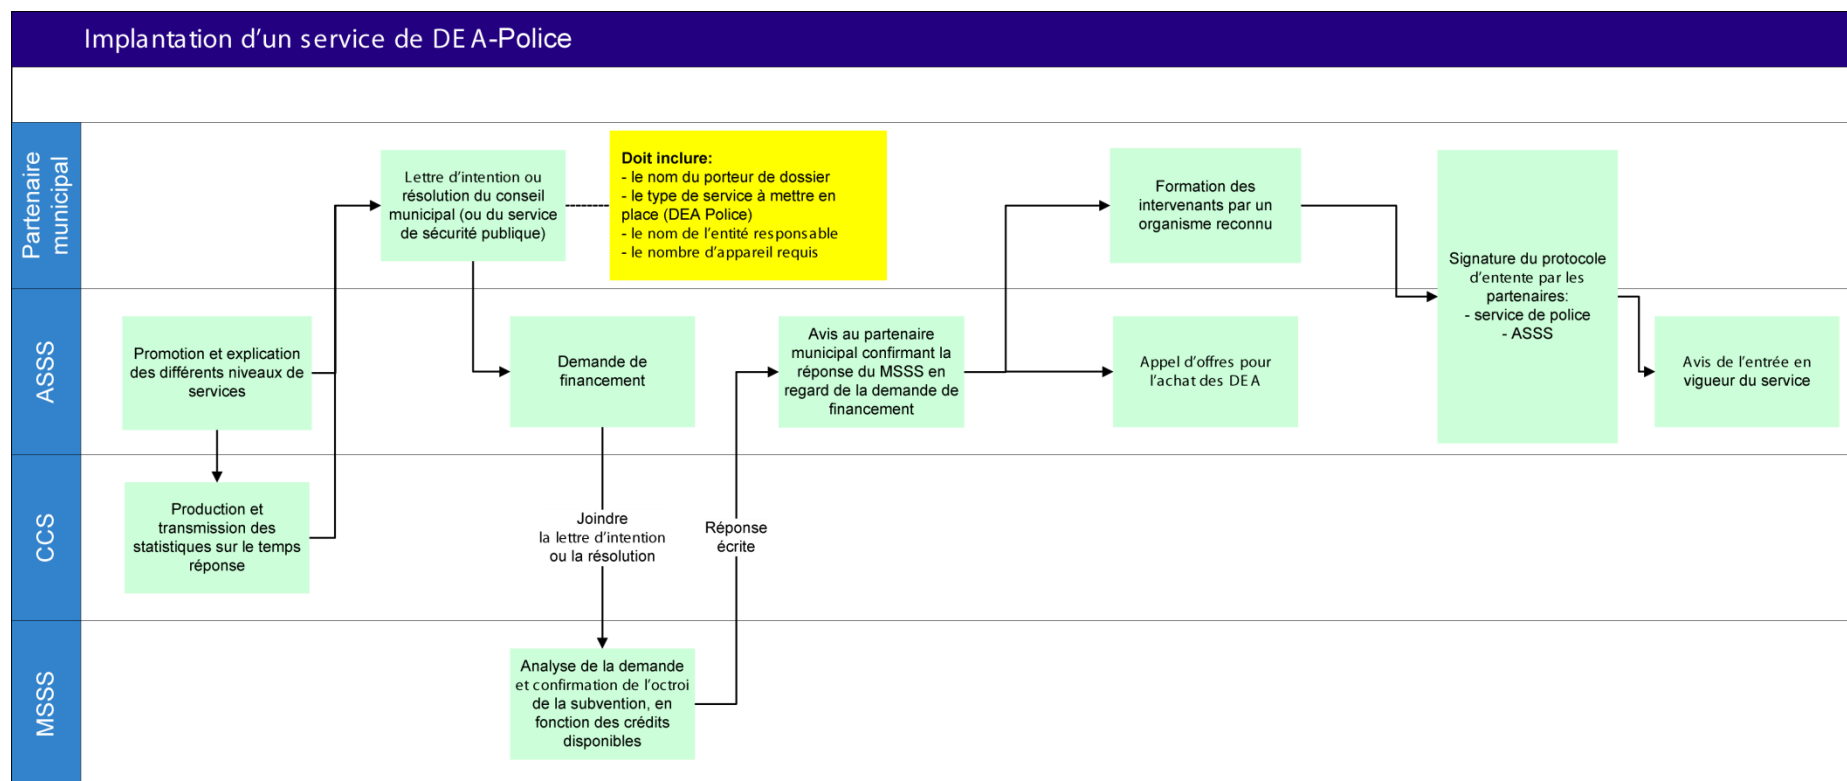 Implantation d'un service de DEA-Police
Partenaire
municipal
Lettre d'intention ou
résolution du conseil
municipal (ou du service
de sécurité publique)
Doit inclure:
- le nom du porteur de dossier
- le type de service à mettre en
place (DEA Police)
- le nom de l'entité responsable
- le nombre d'appareil requis
Formation des
intervenants par un
organisme reconnu
Signature du protocole
d'entente par les
partenaires:
- service de police
- ASSS
ASSS
Promotion et explication
des différents niveaux de
services
Demande de
financement
Avis au partenaire
municipal confirmant la
réponse du MSSS en
regard de la demande de
financement
Appel d'offres pour
l'achat des DEA
Avis de l'entrée en
vigueur du service
CCS
Production et
transmission des
statistiques sur le temps
réponse
Joindre
la lettre d'intention
ou la résolution
Réponse
écrite
MSSS
Analyse de la demande
et confirmation de l'octroi
de la subvention, en
fonction des crédits
disponibles